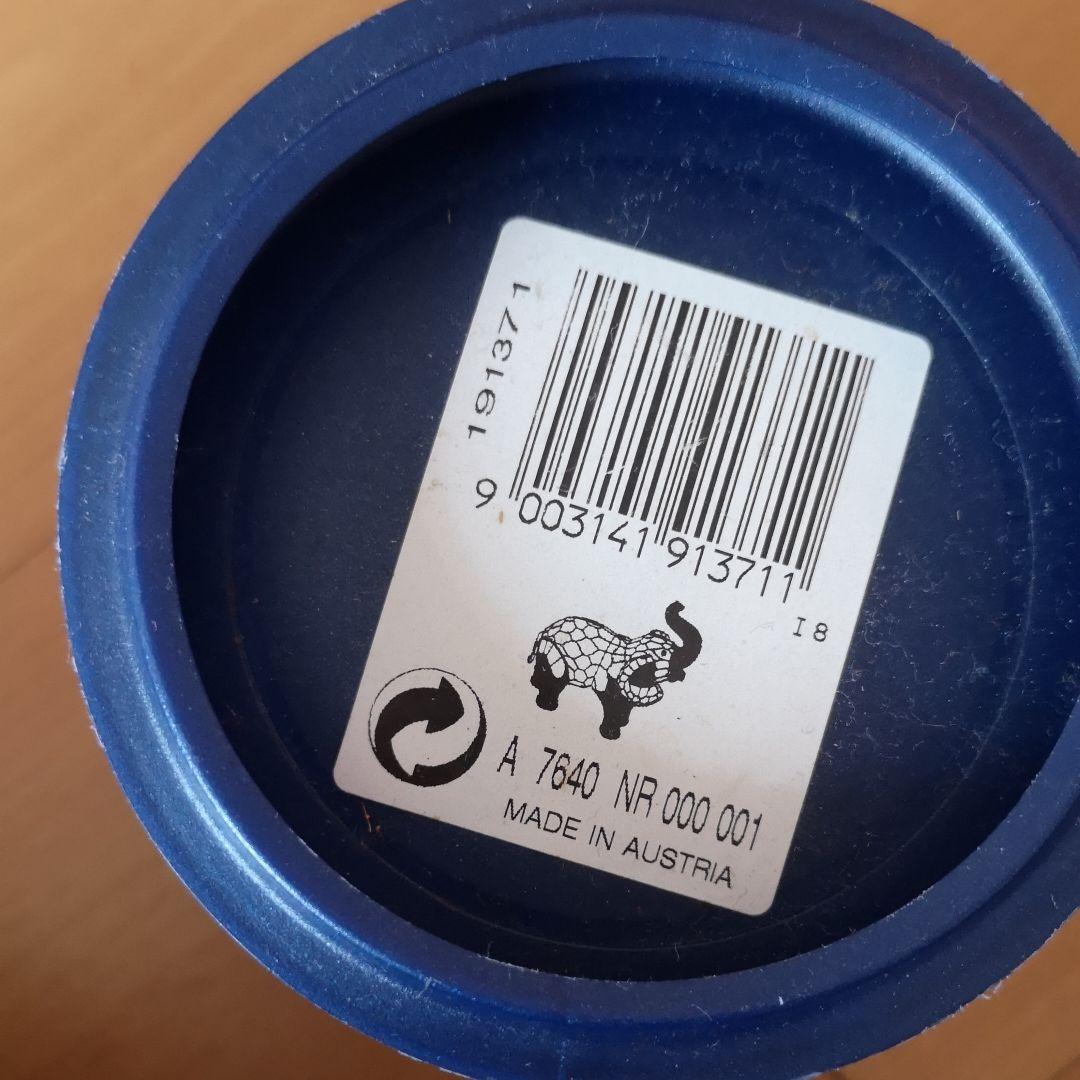 191371
9 003141 913711
I8
A 7640 NR 000 001
MADE IN AUSTRIA